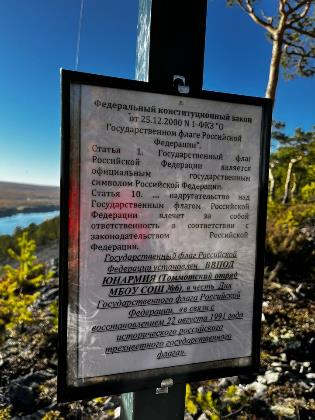 Федеральный конституционный закон
от 25.12.2000 N 1-ФКЗ "О
Государственном флаге Российской
Федерации".
Статья 1. Государственный флаг
Российской Федерации является
официальным государственным
символом Российской Федерации.
Статья 10. ... надругательство над
Государственным флагом Российской
Федерации влечет за собой
ответственность в соответствии с
законодательством Российской
Федерации.
Государственный флаг Российской
Федерации установлен ВВПОД
ЮНАРМИЯ (Томмотский отряд
МБОУ СОШ №6), в честь Дня
Государственного флага Российской
Федерации, «в связи с
восстановлением 22 августа 1991 года
исторического российского
трехцветного государственного
флага».